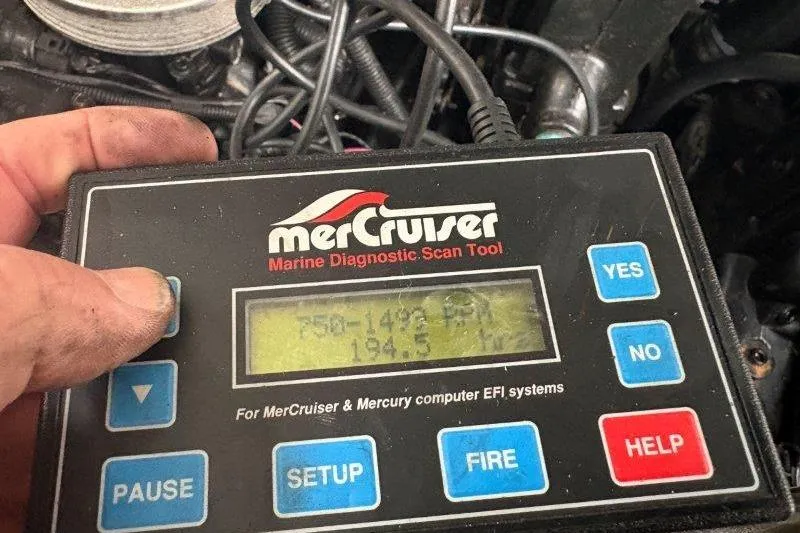 merCruiser
Marine Diagnostic Scan Tool
750-1499 RPM
194.5 hrs
For MerCruiser & Mercury computer EFI systems
YES
NO
HELP
FIRE
SETUP
PAUSE